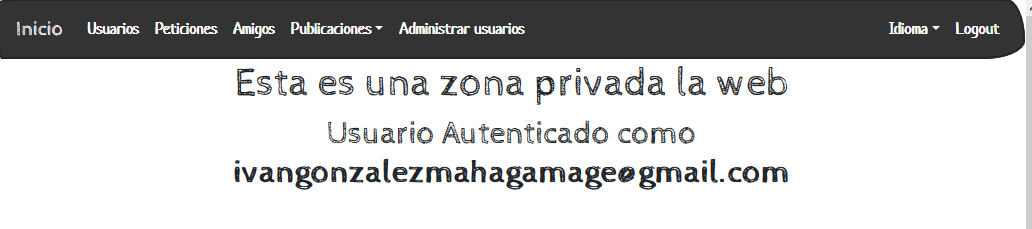 Inicio Usuarios Peticiones Amigos Publicaciones Administrar usuarios Idioma Logout
Esta es una zona privada la web
Usuario Autenticado como
ivangonzalezmahagamage@gmail.com